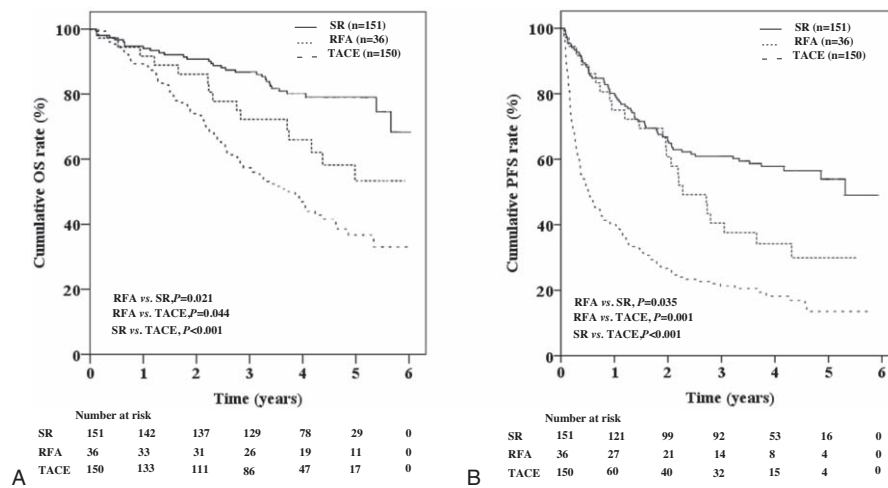 A
SR (n=151)
RFA (n=36)
TACE (n=150)
Cumulative OS rate (%)
100
80
60
40
20
0
RFA vs. SR,P=0.021
RFA vs. TACE,P=0.044
SR vs. TACE, P<0.001
0 1 2 3 4 5 6
Time (years)
Number at risk
SR 151 142 137 129 78 29 0
RFA 36 33 31 26 19 11 0
TACE 150 133 111 86 47 17 0
A
B
SR (n=151)
RFA (n=36)
TACE (n=150)
Cumulative PFS rate (%)
100
80
60
40
20
0
RFA vs. SR, P=0.035
RFA vs. TACE, P=0.001
SR vs. TACE,P<0.001
0 1 2 3 4 5 6
Time (years)
Number at risk
SR 151 121 99 92 53 16 0
RFA 36 27 21 14 8 4 0
TACE 150 60 40 32 15 4 0
B